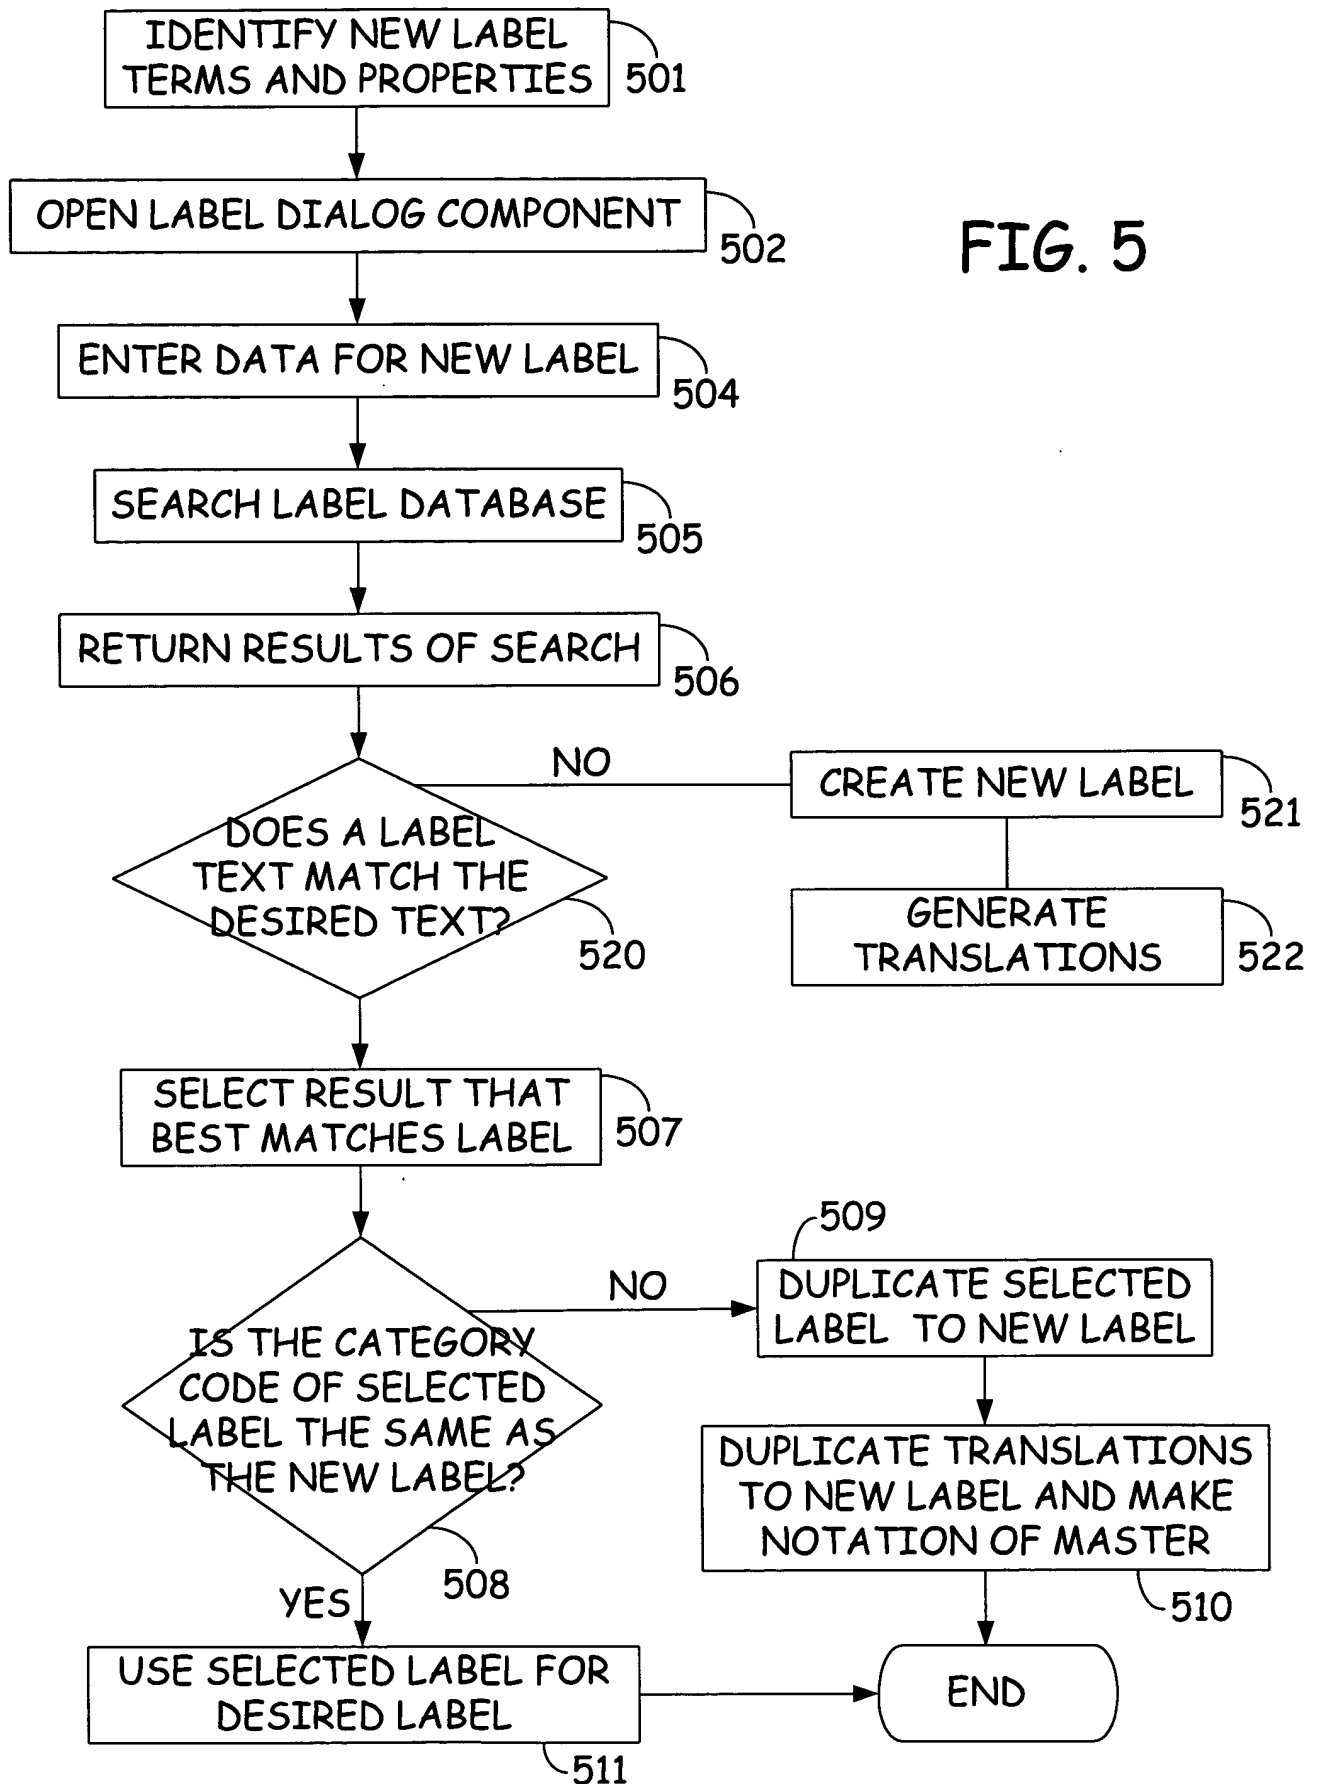 IDENTIFY NEW LABEL
TERMS AND PROPERTIES
501
OPEN LABEL DIALOG COMPONENT
502
FIG. 5
ENTER DATA FOR NEW LABEL
504
SEARCH LABEL DATABASE
505
RETURN RESULTS OF SEARCH
506
NO
CREATE NEW LABEL
521
DOES A LABEL
TEXT MATCH THE
DESIRED TEXT?
520
GENERATE
TRANSLATIONS
522
SELECT RESULT THAT
BEST MATCHES LABEL
507
509
NO
DUPLICATE SELECTED
LABEL TO NEW LABEL
IS THE CATEGORY
CODE OF SELECTED
LABEL THE SAME AS
THE NEW LABEL?
508
DUPLICATE TRANSLATIONS
TO NEW LABEL AND MAKE
NOTATION OF MASTER
510
YES
USE SELECTED LABEL FOR
DESIRED LABEL
511
END